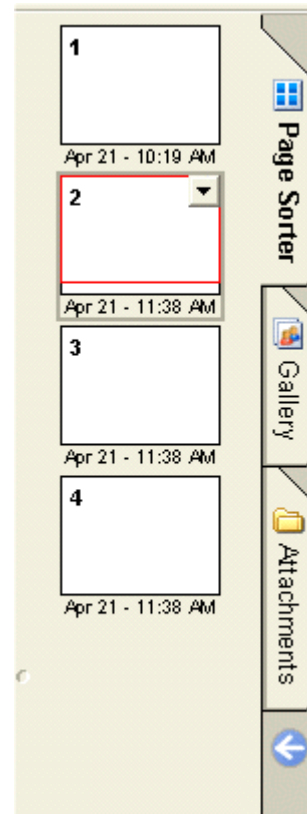 1
Apr 21 - 10:19 AM
2
Apr 21 - 11:38 AM
3
Apr 21 - 11:38 AM
4
Apr 21 - 11:38 AM
Page Sorter
Gallery
Attachments